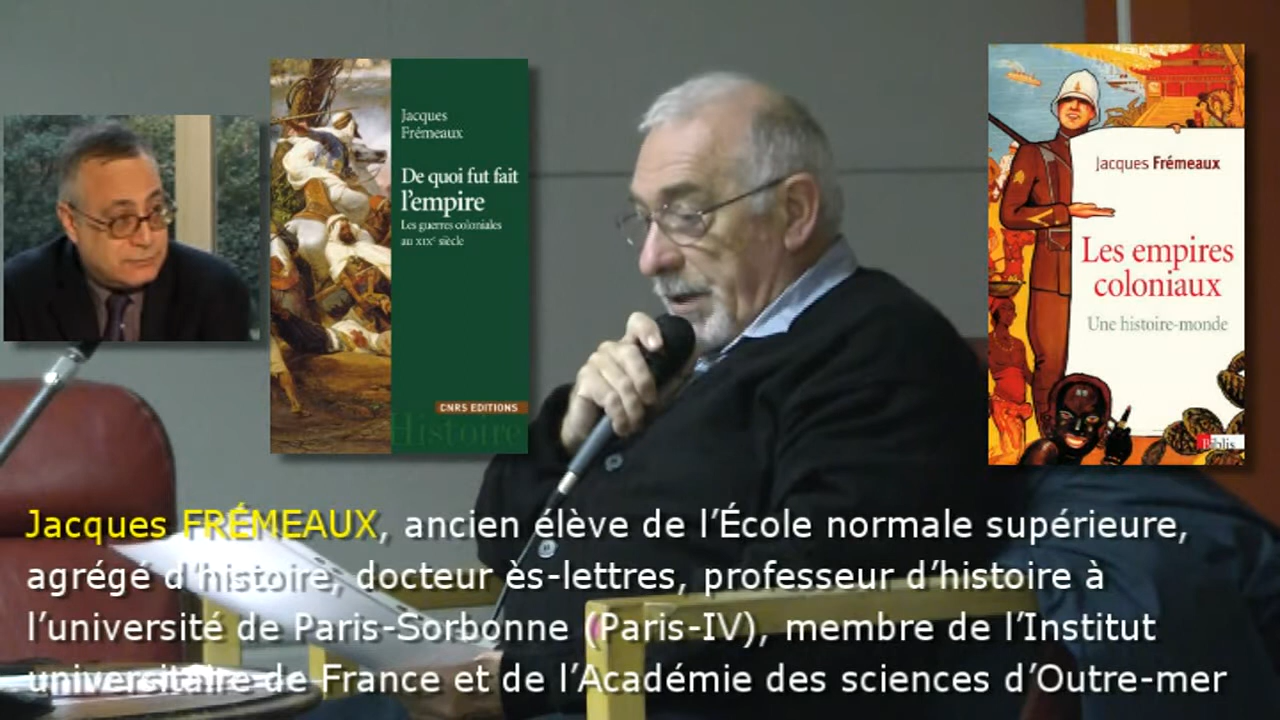 Jacques
Frémeaux
De quoi fut fait
l'empire
Les guerres coloniales
au XIXe siècle
CNRS EDITIONS
Histoire
Jacques Frémeaux
Les empires
coloniaux
Une histoire-monde
Biblis
Jacques FRÉMEAUX, ancien élève de l'École normale supérieure,
agrégé d'histoire, docteur ès-lettres, professeur d'histoire à
l'université de Paris-Sorbonne (Paris-IV), membre de l'Institut
universitaire de France et de l'Académie des sciences d'Outre-mer